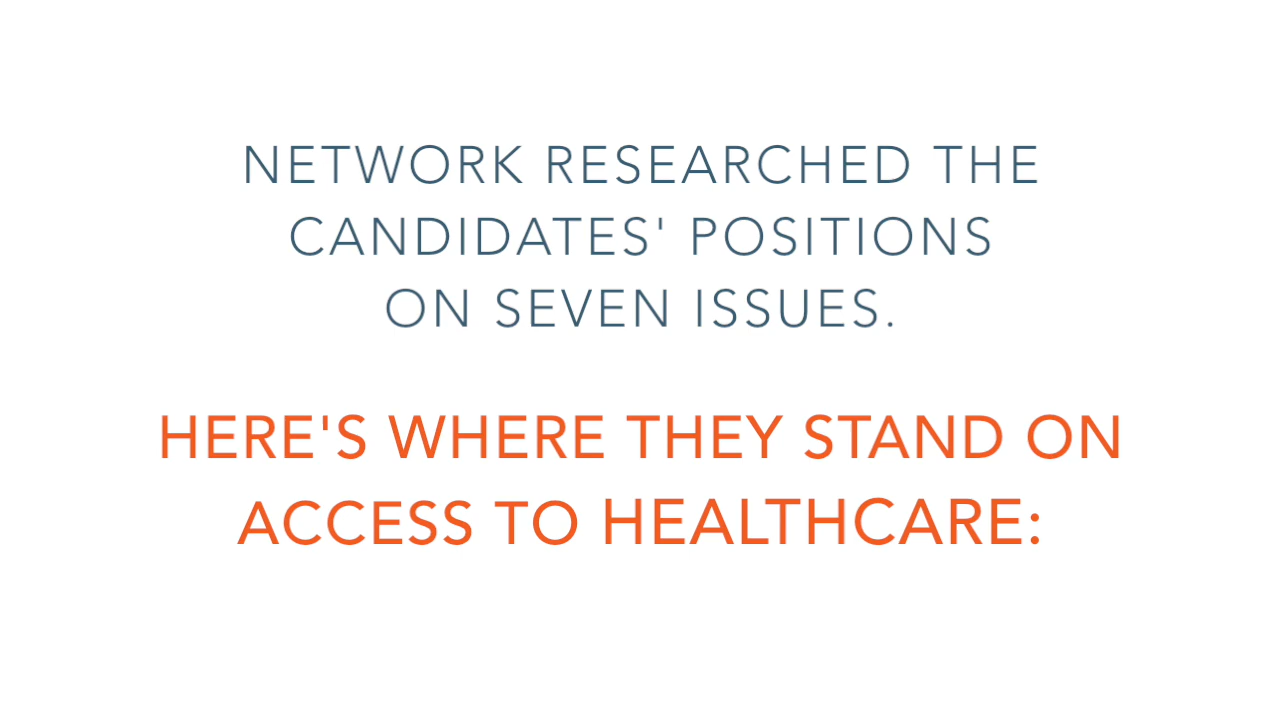 NETWORK RESEARCHED THE
CANDIDATES' POSITIONS
ON SEVEN ISSUES.
HERE'S WHERE THEY STAND ON
ACCESS TO HEALTHCARE: